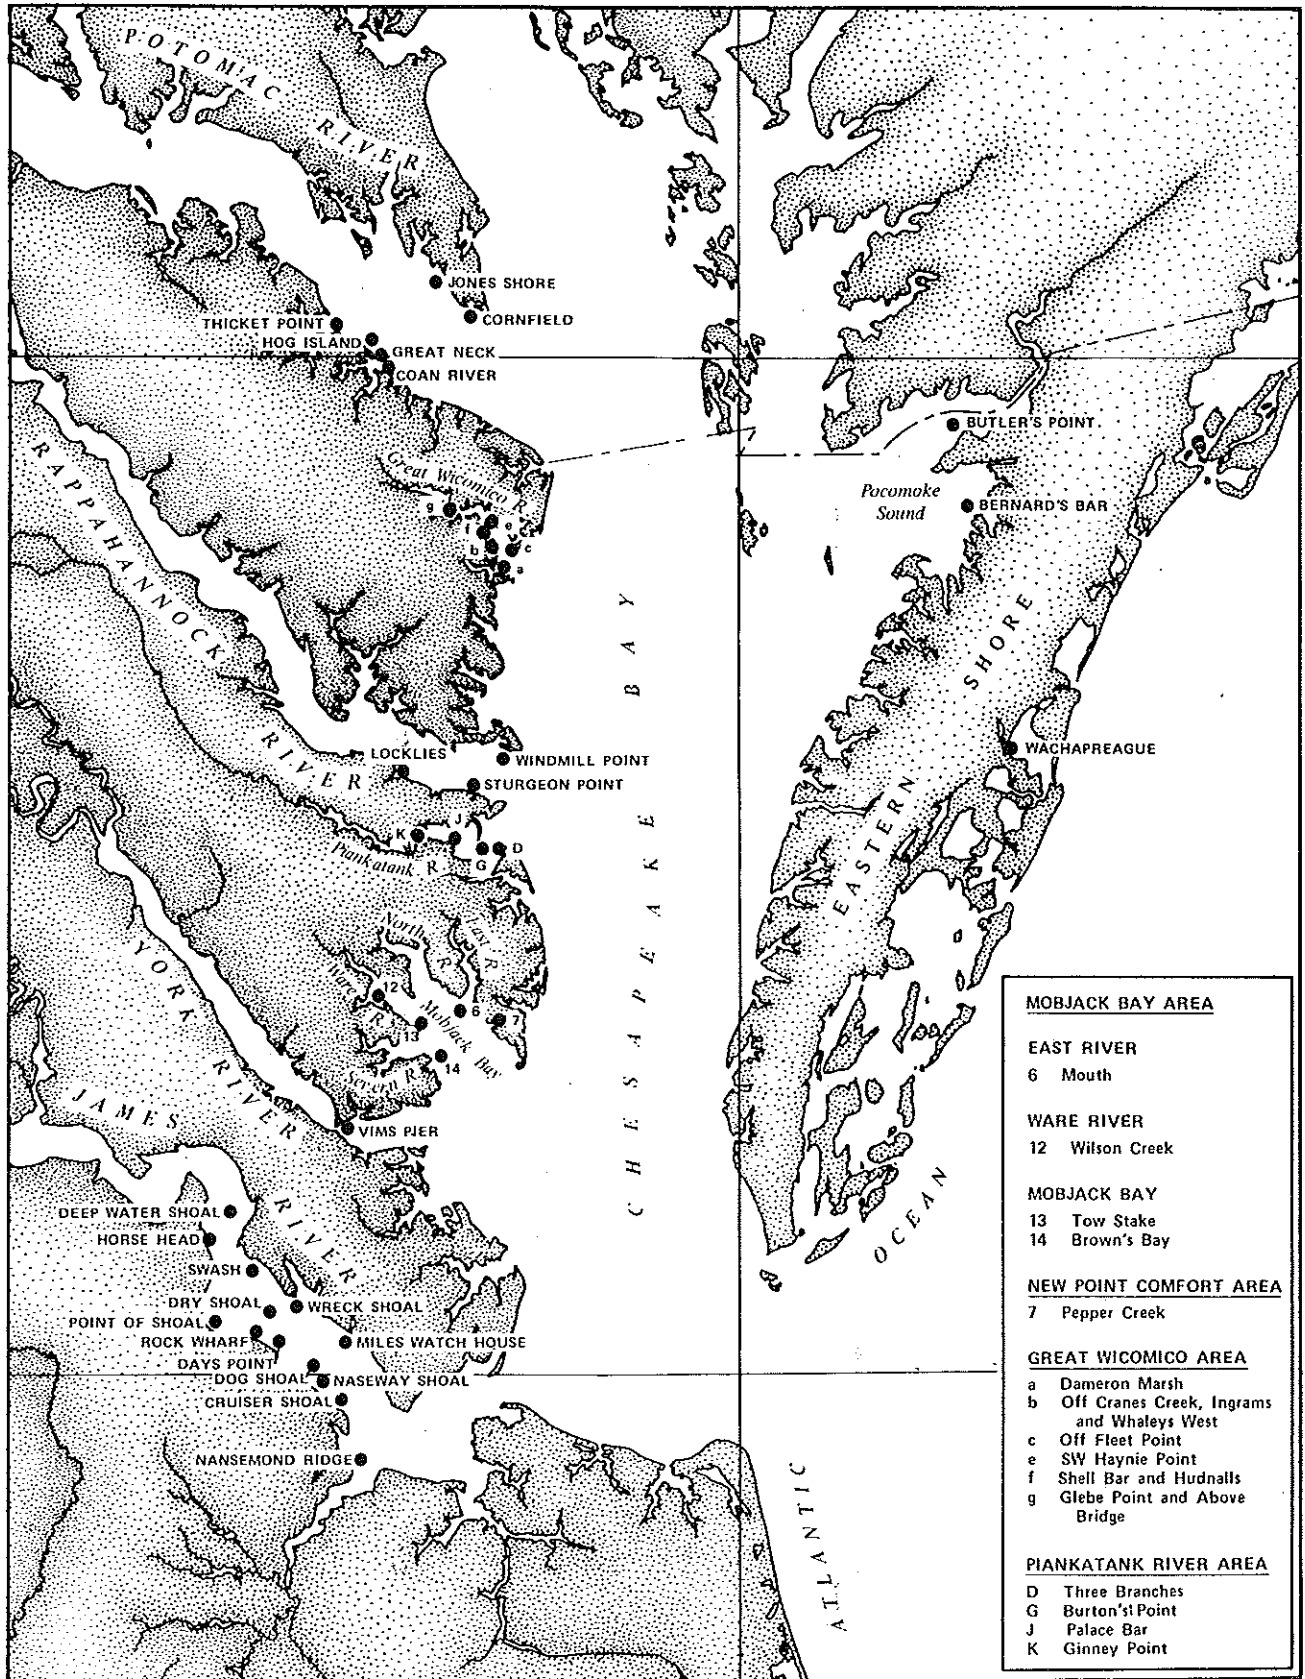 POTOMAC
RIVER
JONES SHORE
CORNFIELD
THICKET POINT
HOG ISLAND
GREAT NECK
COAN RIVER
BUTLER'S POINT
RAPPAHANNOCK
RIVER
Great Wicomico R.
g
e
b
c
a
Pocomoke
Sound
BERNARD'S BAR
CHESAPEAKE BAY
EASTERN SHORE
WACHAPREAGUE
LOCKLIES
WINDMILL POINT
STURGEON POINT
K
J
G
D
Piankatank R.
YORK
RIVER
North R.
East R.
Ware R.
Mobjack Bay
Severn R.
12
6
7
13
14
VIMS PIER
JAMES
RIVER
DEEP WATER SHOAL
HORSE HEAD
SWASH
DRY SHOAL
WRECK SHOAL
POINT OF SHOAL
ROCK WHARF
MILES WATCH HOUSE
DAYS POINT
DOG SHOAL
NASEWAY SHOAL
CRUISER SHOAL
NANSEMOND RIDGE
ATLANTIC
OCEAN
MOBJACK BAY AREA
EAST RIVER
6 Mouth
WARE RIVER
12 Wilson Creek
MOBJACK BAY
13 Tow Stake
14 Brown's Bay
NEW POINT COMFORT AREA
7 Pepper Creek
GREAT WICOMICO AREA
a Dameron Marsh
b Off Cranes Creek, Ingrams
and Whaleys West
c Off Fleet Point
e SW Haynie Point
f Shell Bar and Hudnalls
g Glebe Point and Above
Bridge
PIANKATANK RIVER AREA
D Three Branches
G Burton's Point
J Palace Bar
K Ginney Point